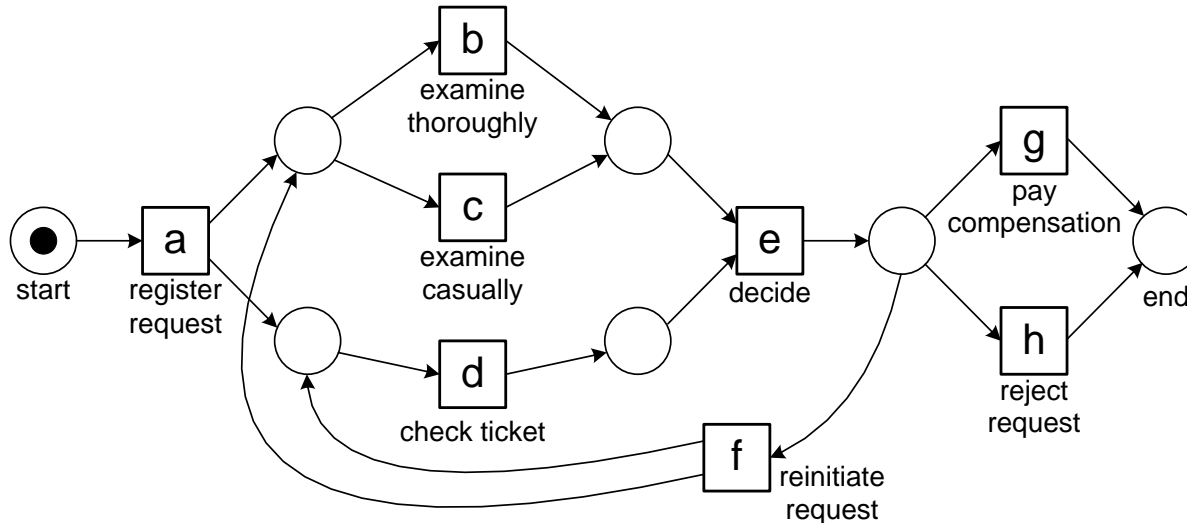 b
examine
thoroughly
g
pay
compensation
a
register
request
start
c
examine
casually
e
decide
end
d
check ticket
h
reject
request
f
reinitiate
request